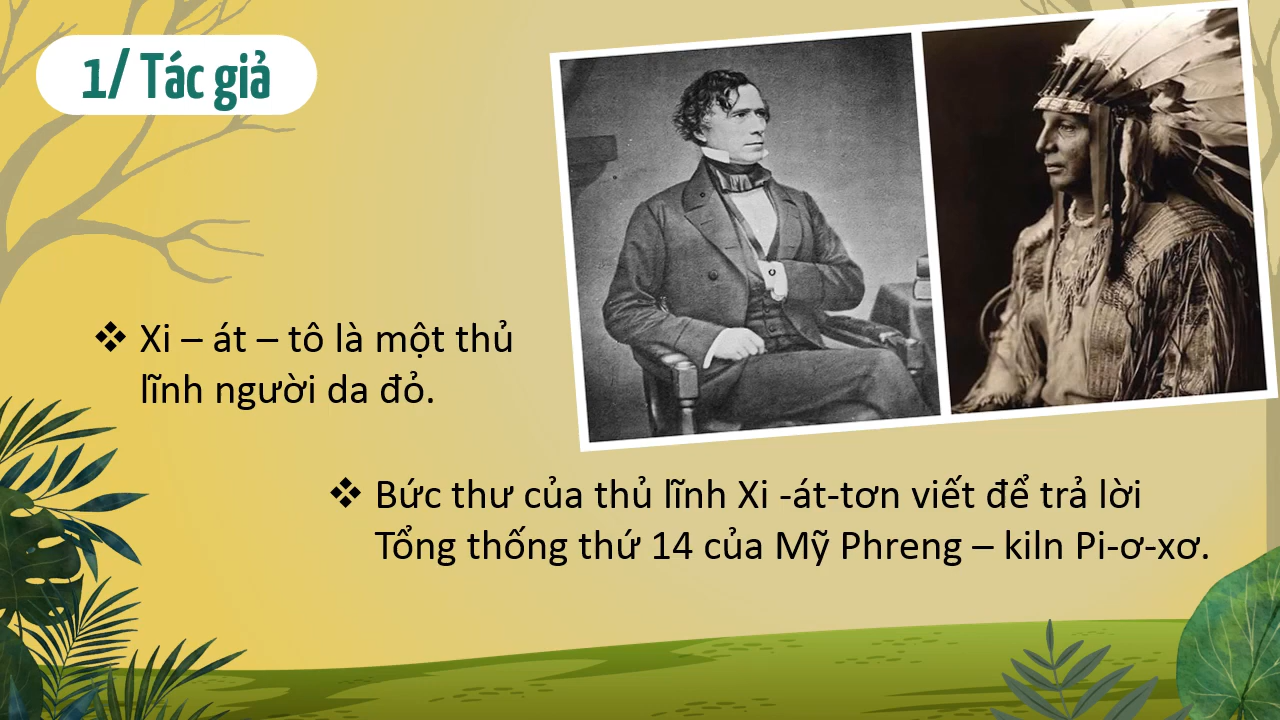 1/ Tác giả
❖ Xi – át – tô là một thủ
lĩnh người da đỏ.
❖ Bức thư của thủ lĩnh Xi -át-tơn viết để trả lời
Tổng thống thứ 14 của Mỹ Phreng – kiln Pi-ơ-xơ.